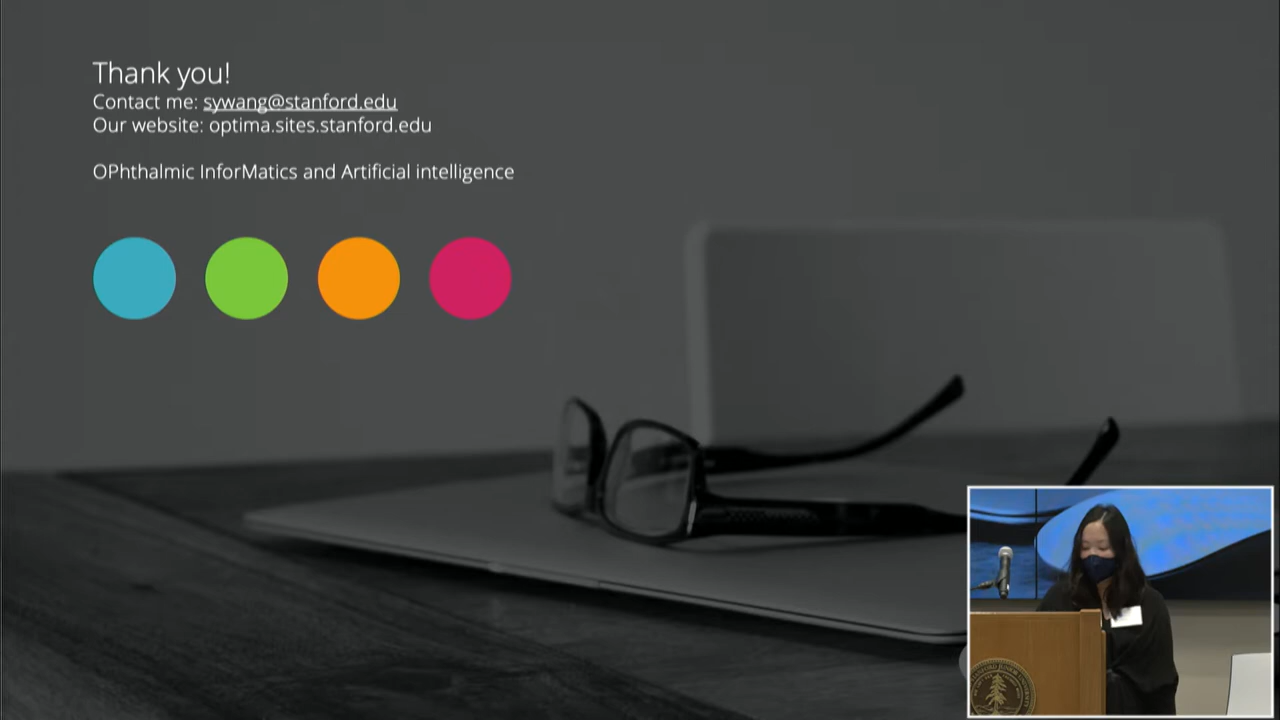 Thank you!
Contact me: sywang@stanford.edu
Our website: optima.sites.stanford.edu
OPhthalmic InforMatics and Artificial intelligence